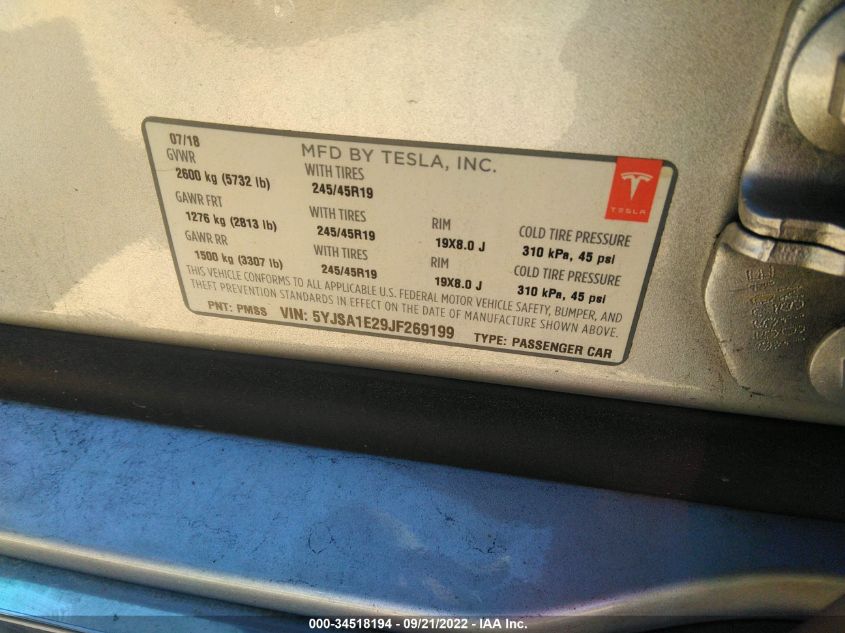 07/18
MFD BY TESLA, INC.
GVWR
2600 kg (5732 lb) WITH TIRES
245/45R19
GAWR FRT
1276 kg (2813 lb) WITH TIRES RIM COLD TIRE PRESSURE
245/45R19 19X8.0 J 310 kPa, 45 psi
GAWR RR
1500 kg (3307 lb) WITH TIRES RIM COLD TIRE PRESSURE
245/45R19 19X8.0 J 310 kPa, 45 psi
THIS VEHICLE CONFORMS TO ALL APPLICABLE U.S. FEDERAL MOTOR VEHICLE SAFETY, BUMPER, AND
THEFT PREVENTION STANDARDS IN EFFECT ON THE DATE OF MANUFACTURE SHOWN ABOVE.
PNT: PMSS VIN: 5YJSA1E29JF269199 TYPE: PASSENGER CAR
TESLA
000-34518194 - 09/21/2022 - IAA Inc.